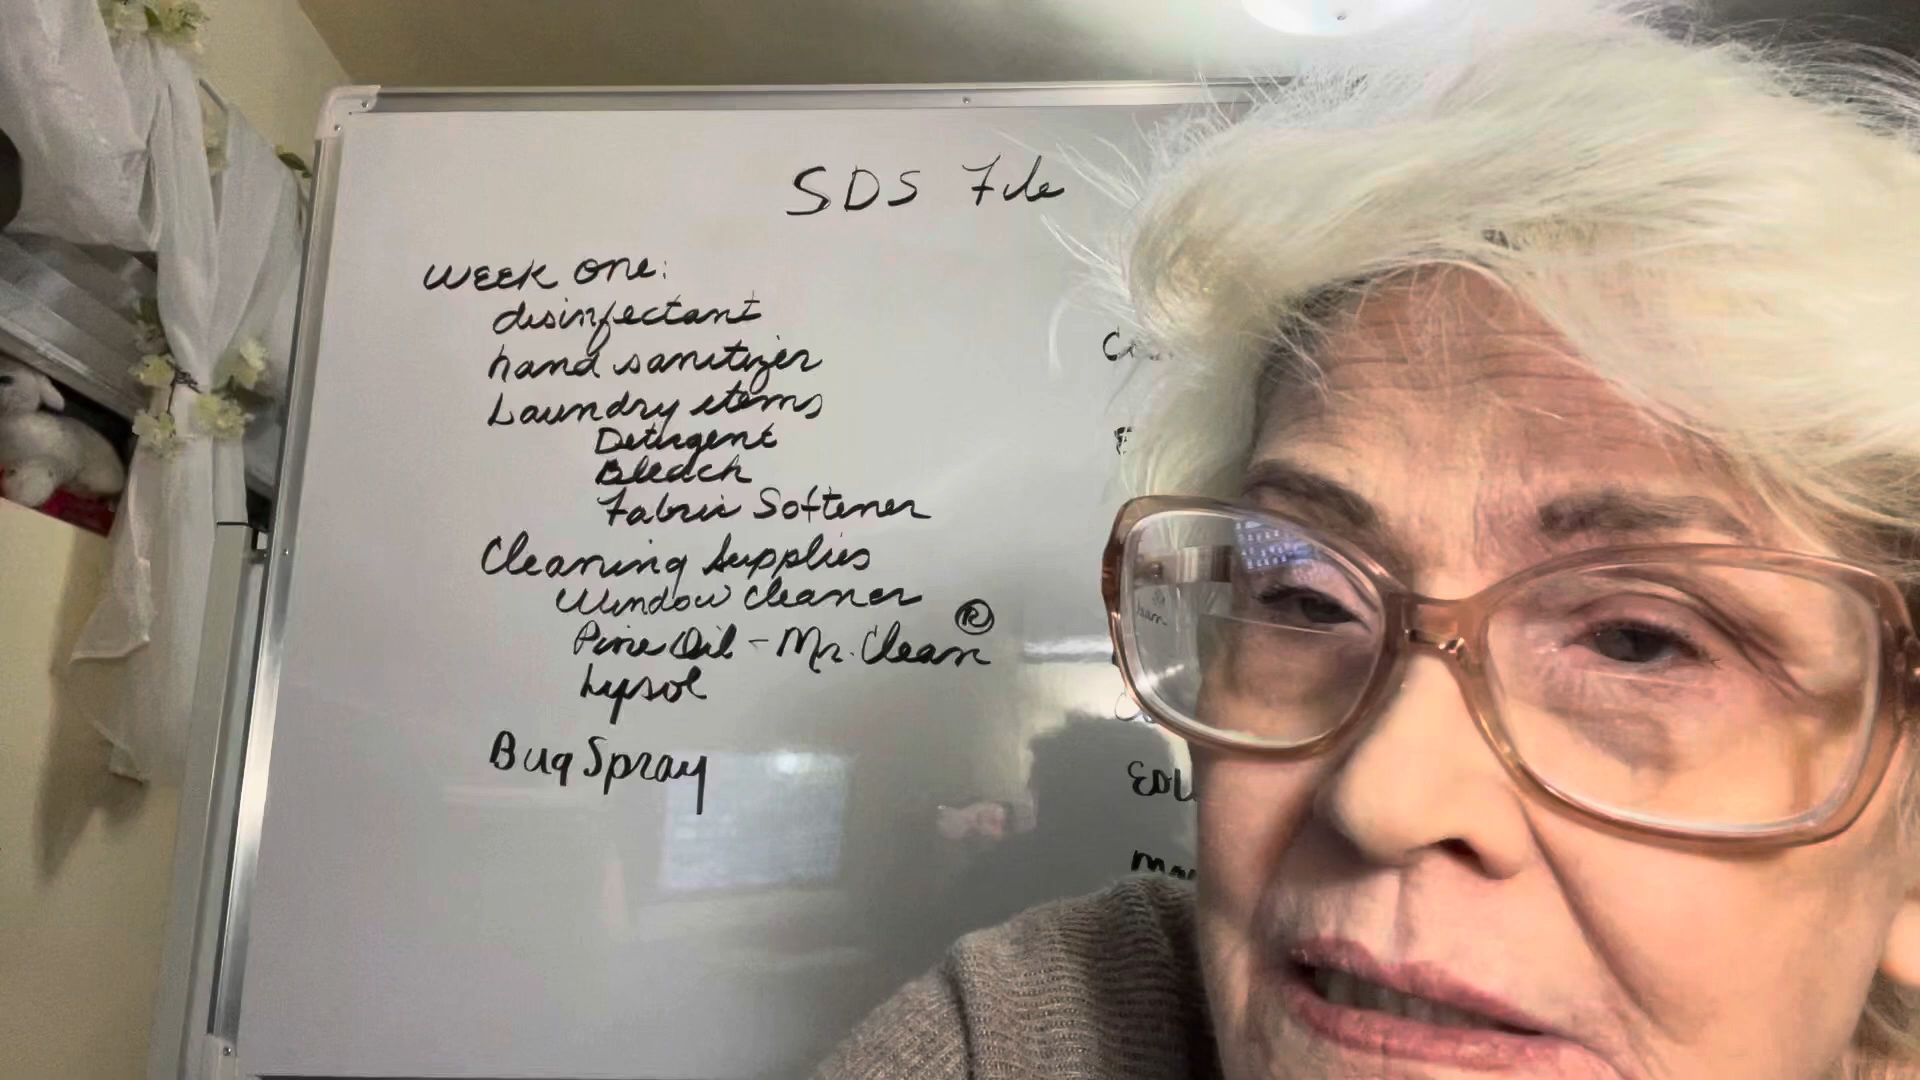 SDS File
Week one:
disinfectant
hand sanitizer
Laundry items
Detergent
Bleach
Fabric Softener
Cleaning Supplies
Window cleaner
Pine Oil - Mr. Clean ®
Lysol
Bug Spray